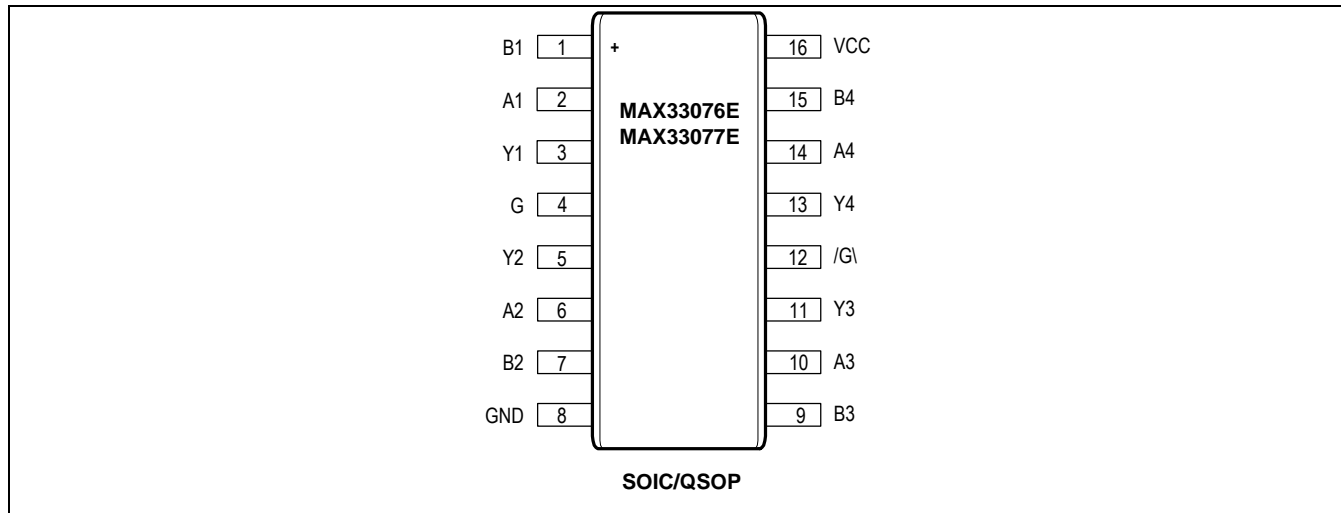 B1 1 + 16 VCC
A1 2 15 B4
MAX33076E
MAX33077E
Y1 3 14 A4
G 4 13 Y4
Y2 5 12 /G\
A2 6 11 Y3
B2 7 10 A3
GND 8 9 B3
SOIC/QSOP